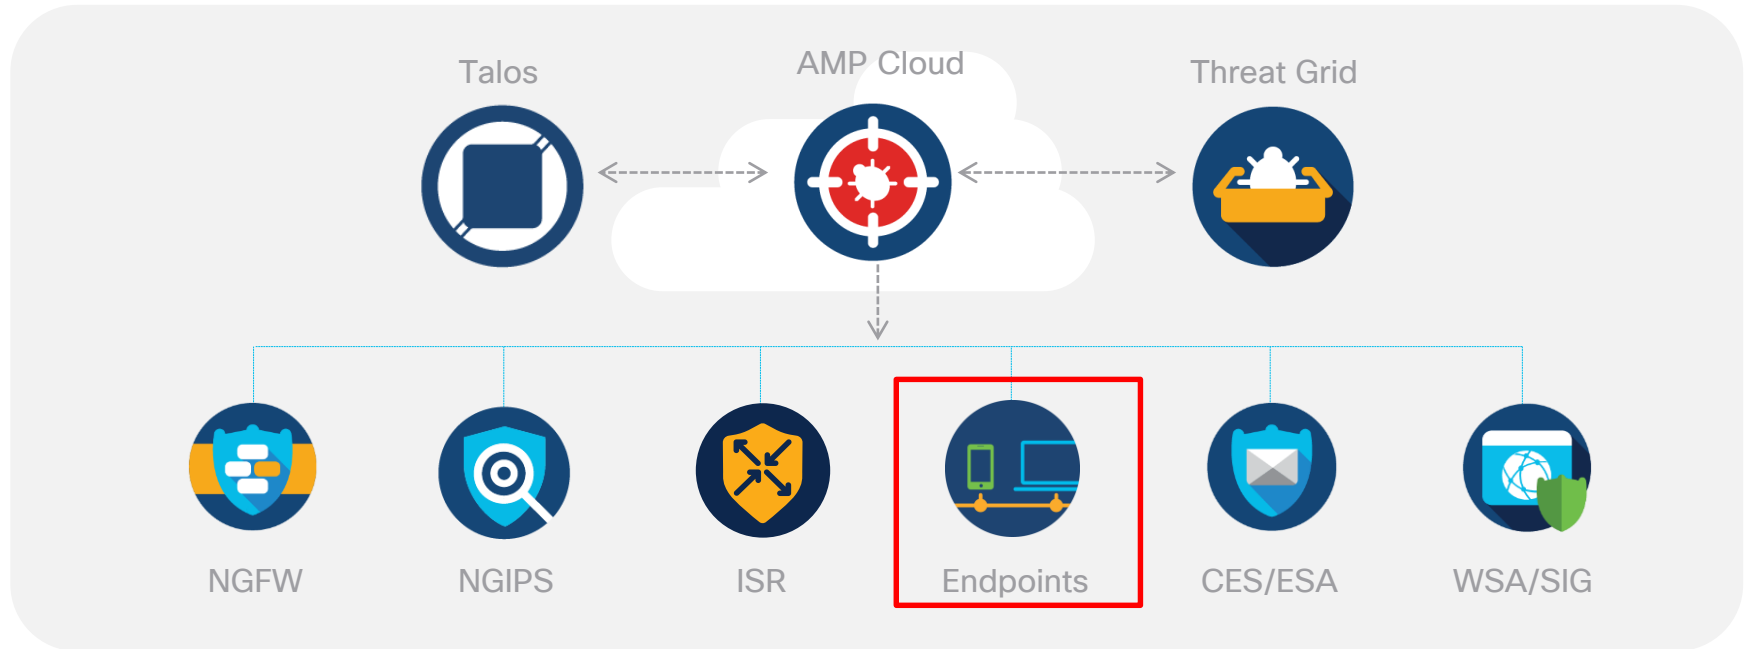 Talos
AMP Cloud
Threat Grid
NGFW
NGIPS
ISR
Endpoints
CES/ESA
WSA/SIG